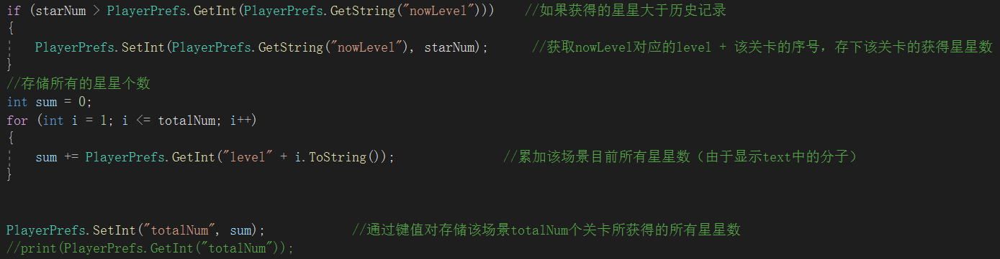 if (starNum > PlayerPrefs.GetInt(PlayerPrefs.GetString("nowLevel"))) //如果获得的星星大于历史记录
{
PlayerPrefs.SetInt(PlayerPrefs.GetString("nowLevel"), starNum); //获取nowLevel对应的level + 该关卡的序号，存下该关卡的获得星星数
}
//存储所有的星星个数
int sum = 0;
for (int i = 1; i <= totalNum; i++)
{
sum += PlayerPrefs.GetInt("level" + i.ToString()); //累加该场景目前所有星星数（由于显示text中的分子）
}
PlayerPrefs.SetInt("totalNum", sum); //通过键值对存储该场景totalNum个关卡所获得的所有星星数
//print(PlayerPrefs.GetInt("totalNum"));